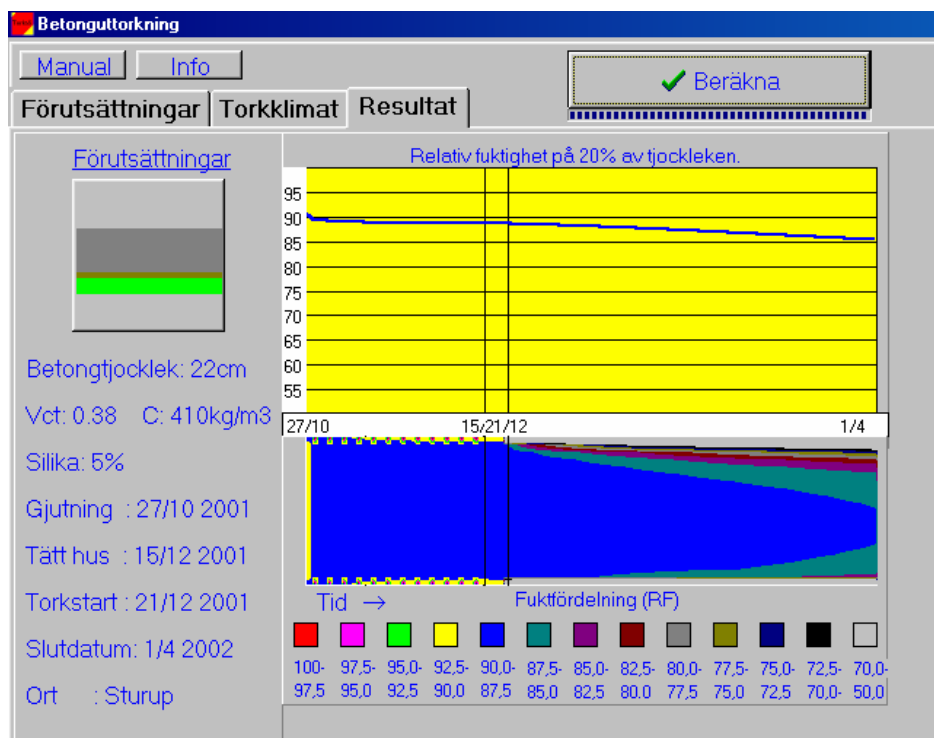 Betonguttorkning
Manual Info
Beräkna
Förutsättningar Torkklimat Resultat
Förutsättningar
Betongtjocklek: 22cm
Vct: 0.38 C: 410kg/m3
Silika: 5%
Gjutning : 27/10 2001
Tätt hus : 15/12 2001
Torkstart : 21/12 2001
Slutdatum: 1/4 2002
Ort : Sturup
Relativ fuktighet på 20% av tjockleken.
95
90
85
80
75
70
65
60
55
27/10 15/21/12 1/4
Tid → Fuktfördelning (RF)
100- 97,5- 95,0- 92,5- 90,0- 87,5- 85,0- 82,5- 80,0- 77,5- 75,0- 72,5- 70,0-
97,5 95,0 92,5 90,0 87,5 85,0 82,5 80.0 77,5 75,0 72,5 70,0- 50,0